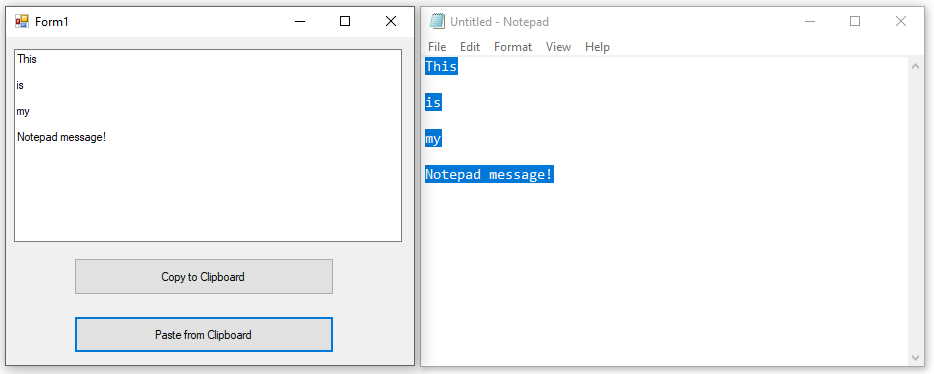 Form1
This
is
my
Notepad message!
Copy to Clipboard
Paste from Clipboard
Untitled - Notepad
File Edit Format View Help
This
is
my
Notepad message!